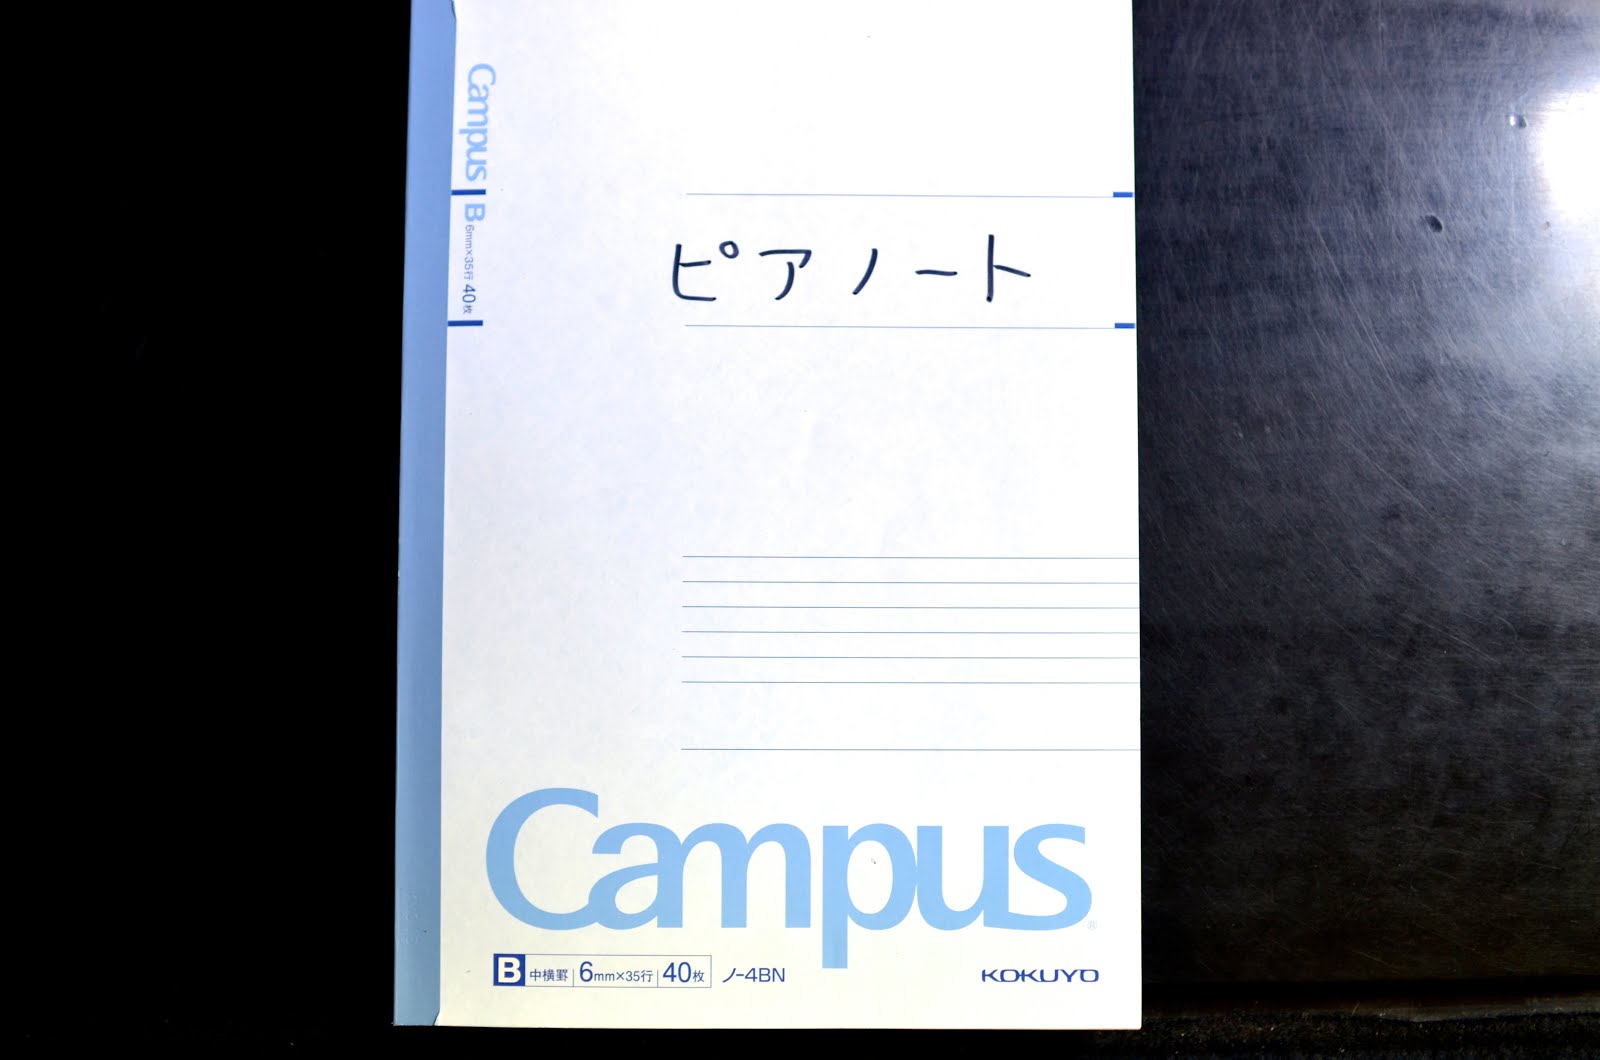 Campus B 6mm×35行 40枚
ピアノート
Campus®
B 中横罫 6mm×35行 40枚 ノ-4BN KOKUYO